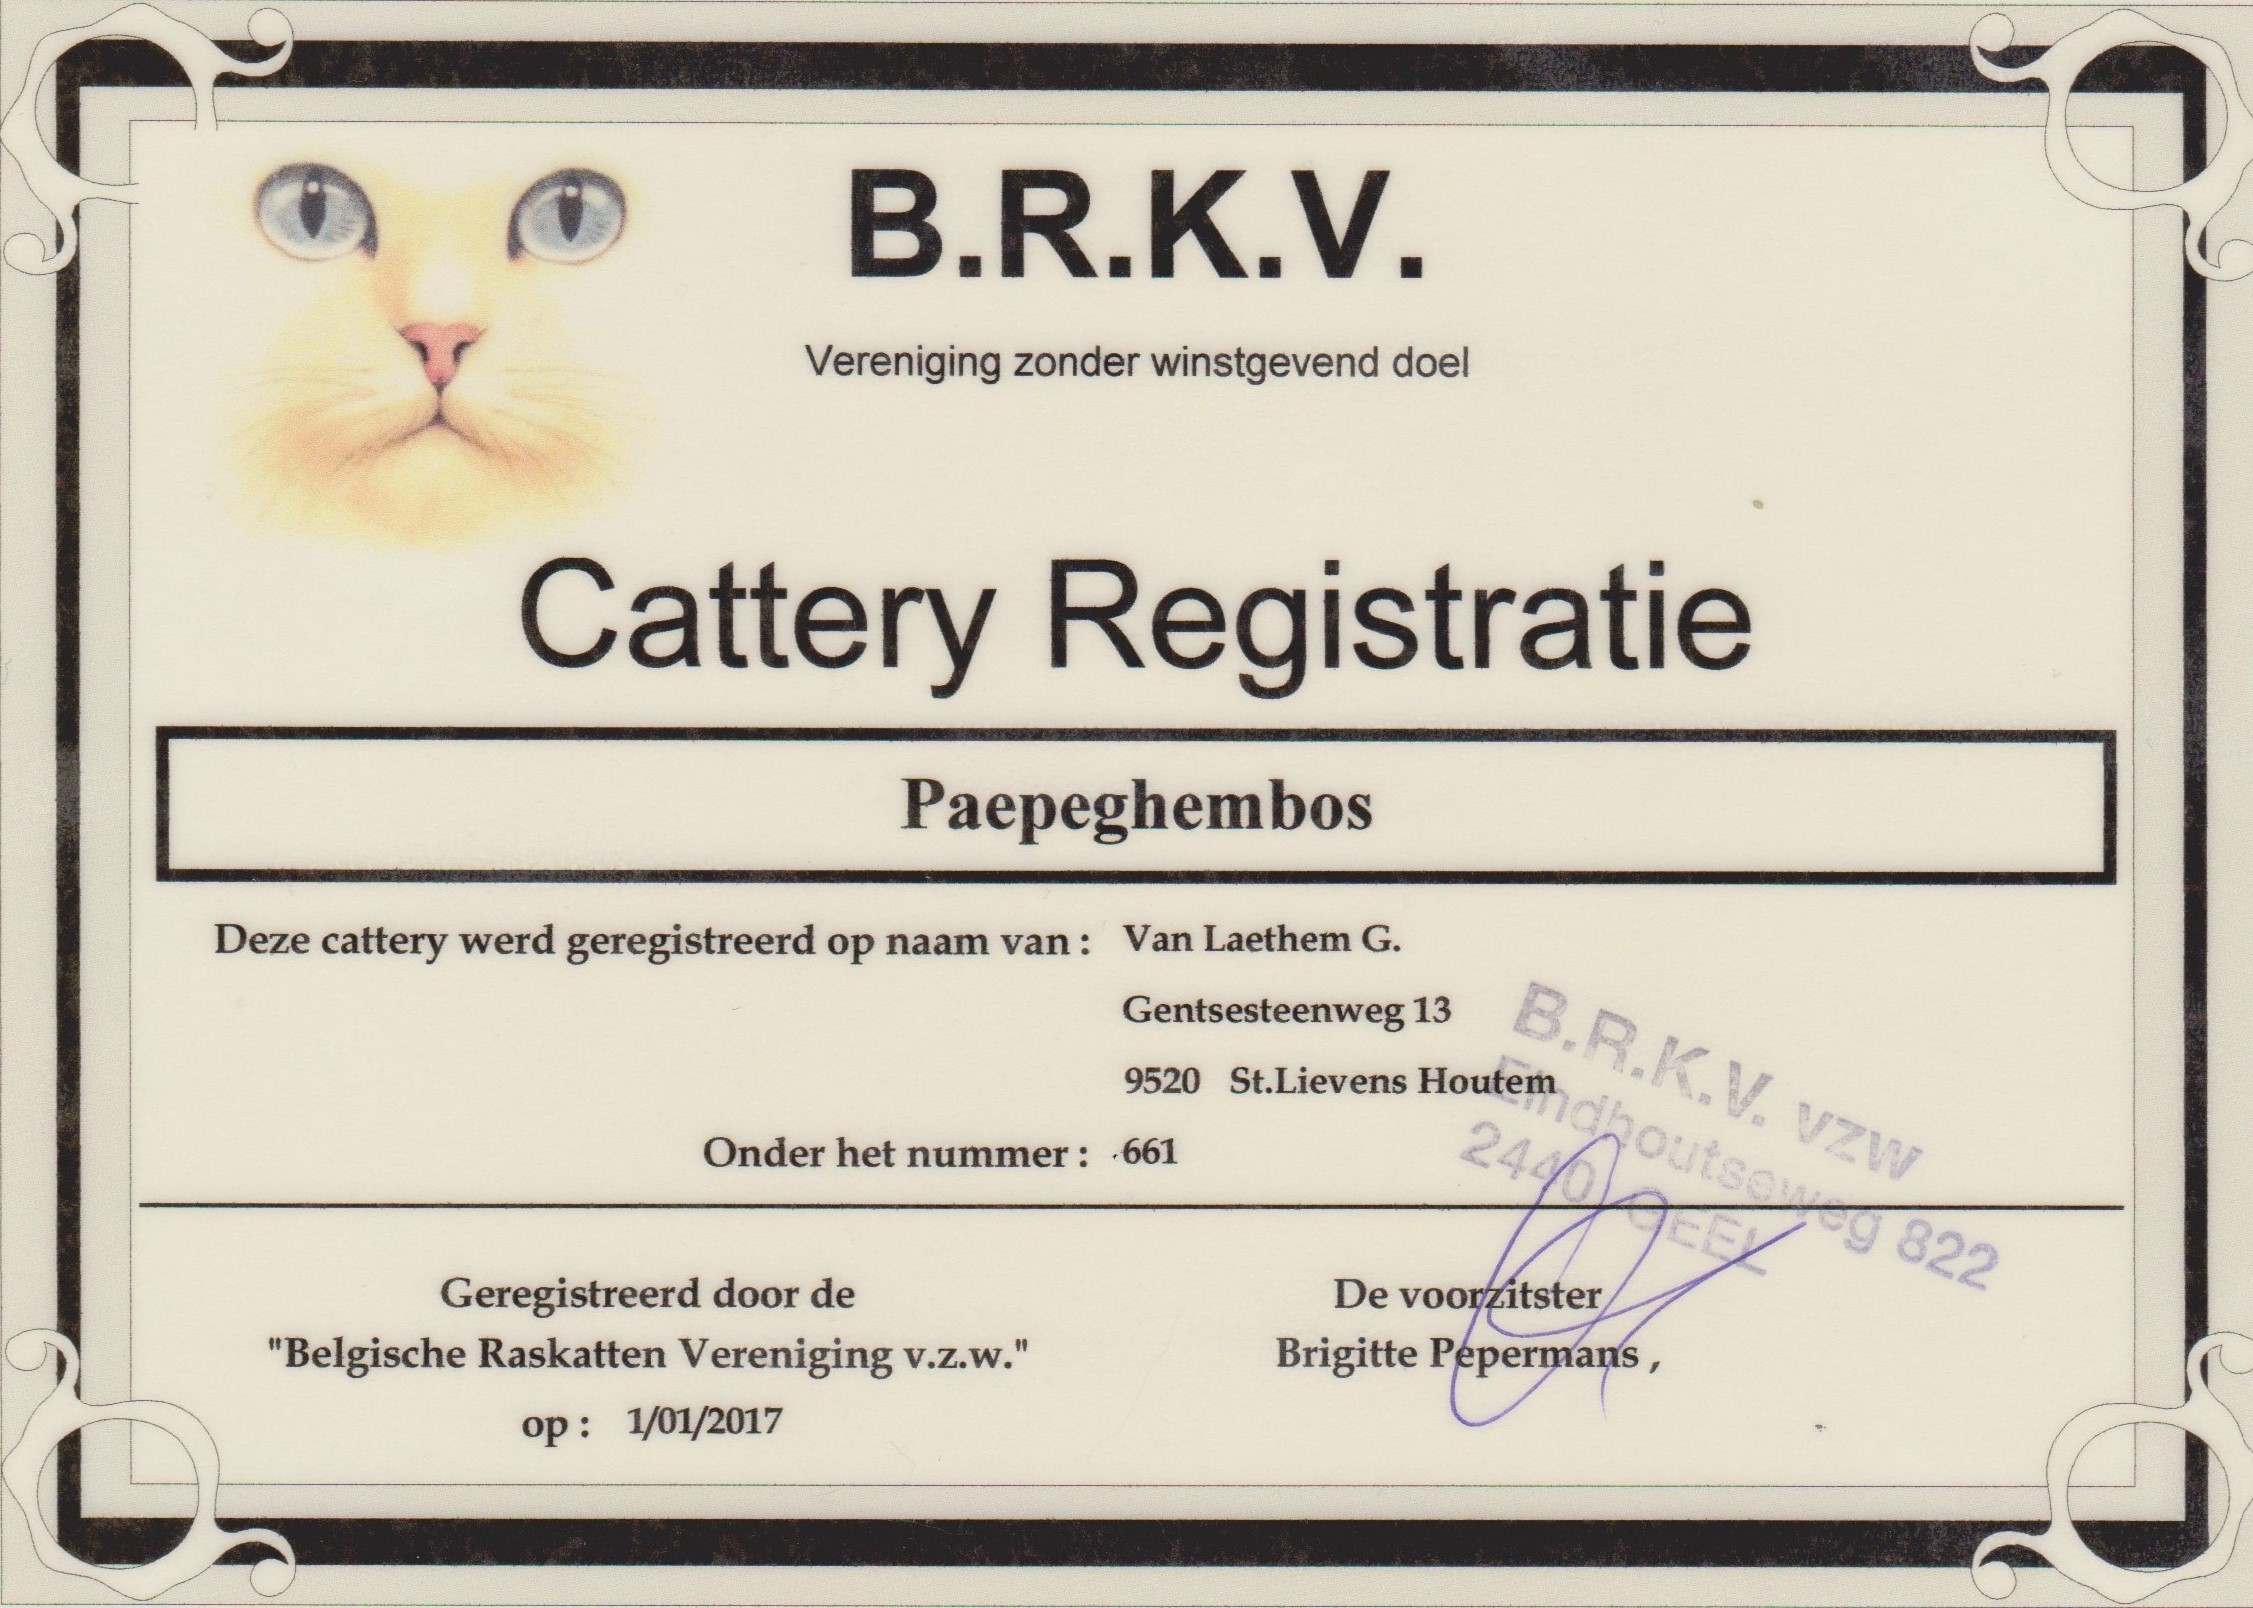 B.R.K.V.
Vereniging zonder winstgevend doel
Cattery Registratie
Paepeghembos
Deze cattery werd geregistreerd op naam van : Van Laethem G.
Gentsesteenweg 13
9520 St.Lievens Houtem
Onder het nummer : 661
B.R.K.V. vzw
Eindhoutseweg 822
2440 GEEL
Geregistreerd door de
"Belgische Raskatten Vereniging v.z.w."
op : 1/01/2017
De voorzitster
Brigitte Pepermans ,